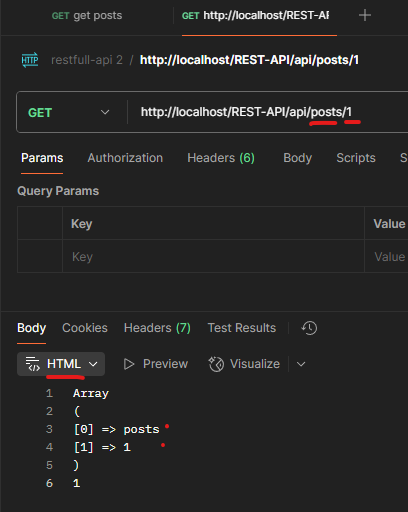 GET get posts
GET http://localhost/REST-AF
HTTP restfull-api 2 / http://localhost/REST-API/api/posts/1
GET http://localhost/REST-API/api/posts/1
Params Authorization Headers (6) Body Scripts S
Query Params
Key Value
Key Value
Body Cookies Headers (7) Test Results
HTML Preview Visualize
1 Array
2 (
3 [0] => posts
4 [1] => 1
5 )
6 1